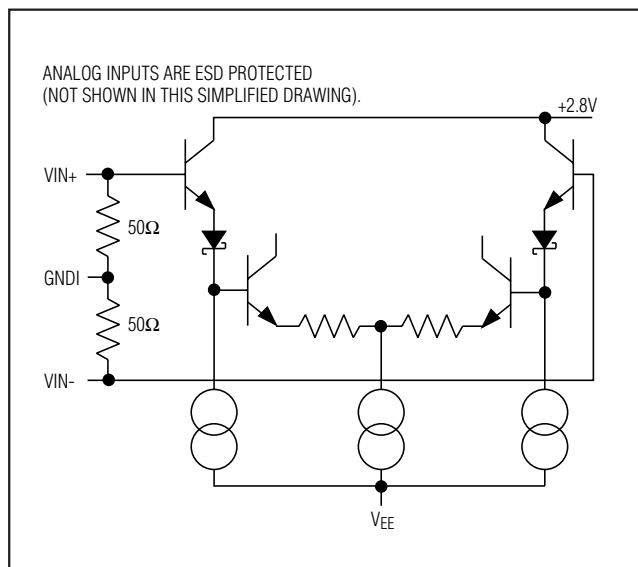 ANALOG INPUTS ARE ESD PROTECTED
(NOT SHOWN IN THIS SIMPLIFIED DRAWING).
+2.8V
VIN+
50Ω
GNDI
50Ω
VIN-
VEE